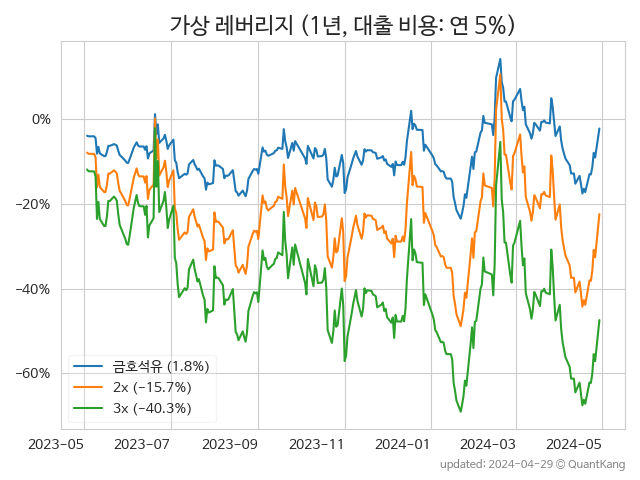 가상 레버리지 (1년, 대출 비용: 연 5%)
0%
−20%
−40%
−60%
금호석유 (1.8%)
2x (−15.7%)
3x (−40.3%)
2023-05 2023-07 2023-09 2023-11 2024-01 2024-03 2024-05
updated: 2024-04-29 © QuantKang